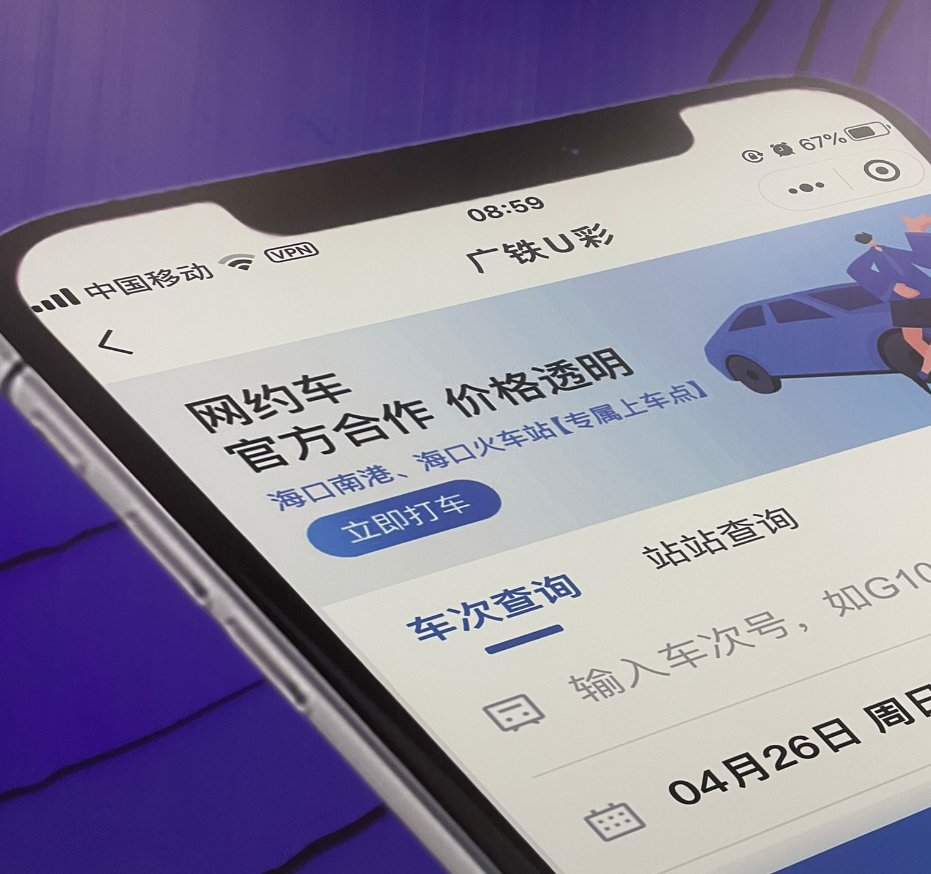 08:59
67%
中国移动 VPN
广铁U彩
网约车
官方合作 价格透明
海口南港、海口火车站【专属上车点】
立即打车
车次查询 站站查询
输入车次号，如G10
04月26日 周日